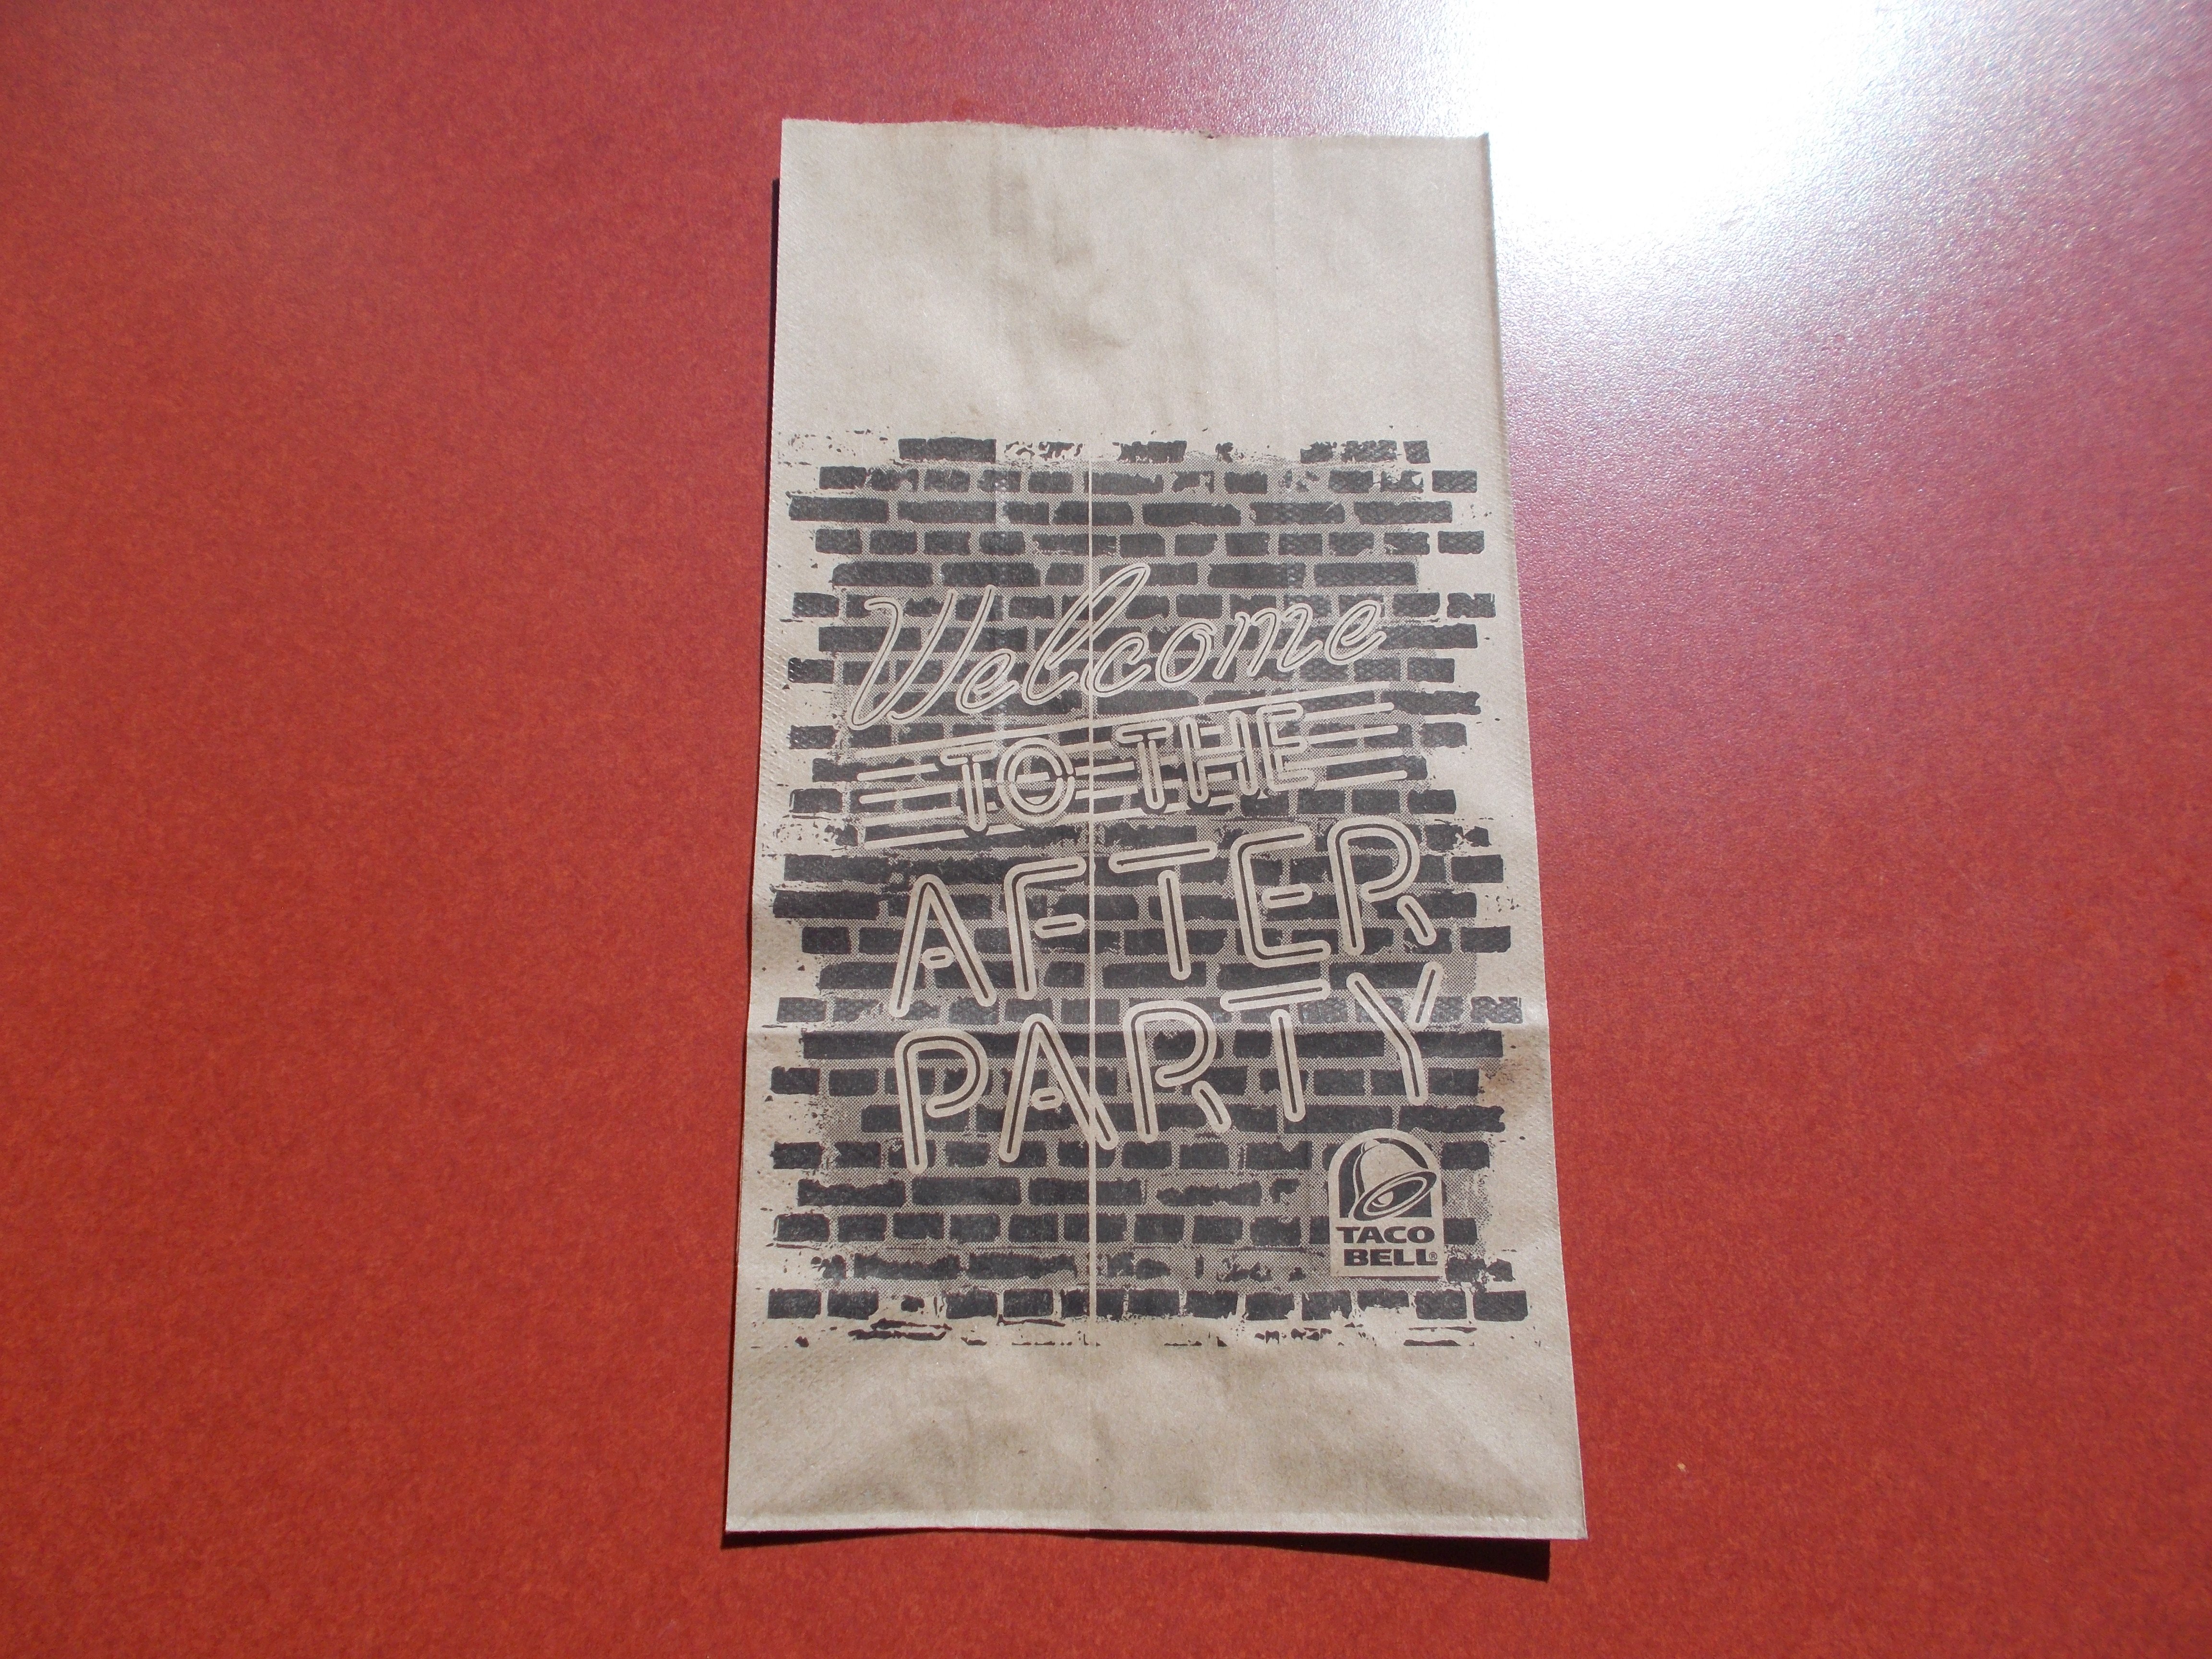 Welcome
TO THE
AFTER
PARTY
TACO
BELL®